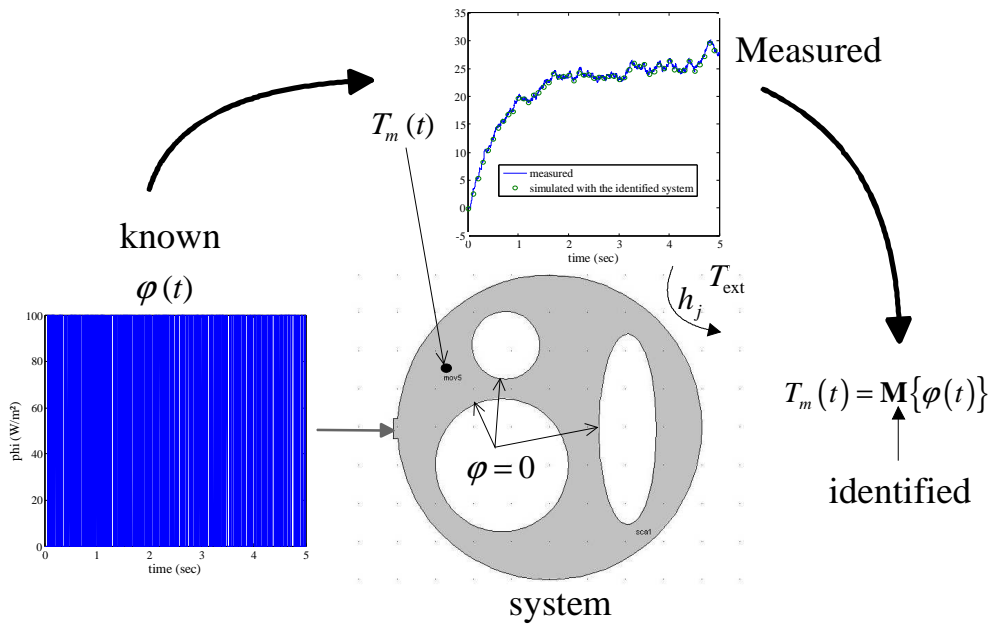 35
30
25
20
15
10
5
0
-5
0 1 2 3 4 5
time (sec)
measured
simulated with the identified system
Measured
T_m(t)
known
φ(t)
100
80
60
40
20
0
phi (W/m²)
0 1 2 3 4 5
time (sec)
T_ext
h_j
mov5
φ = 0
sca1
system
T_m(t) = M{φ(t)}
identified